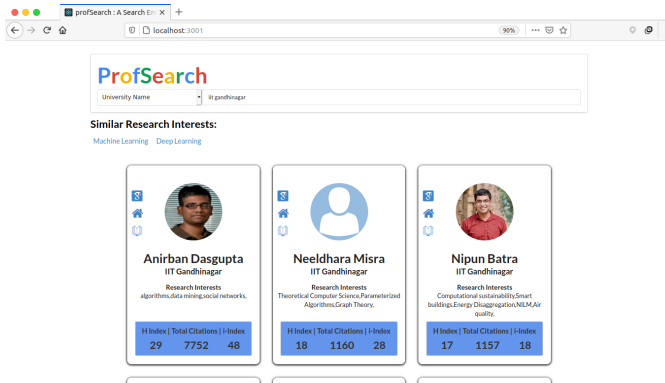 profSearch : A Search En
localhost:3001
90%
ProfSearch
University Name
iit gandhinagar
Similar Research Interests:
Machine Learning Deep Learning
Anirban Dasgupta
IIT Gandhinagar
Research Interests
algorithms,data mining,social networks,
H Index | Total Citations | i-Index
29 7752 48
Neeldhara Misra
IIT Gandhinagar
Research Interests
Theoretical Computer Science,Parameterized
Algorithms,Graph Theory,
H Index | Total Citations | i-Index
18 1160 28
Nipun Batra
IIT Gandhinagar
Research Interests
Computational sustainability,Smart
buildings,Energy Disaggregation,NILM,Air
quality,
H Index | Total Citations | i-Index
17 1157 18